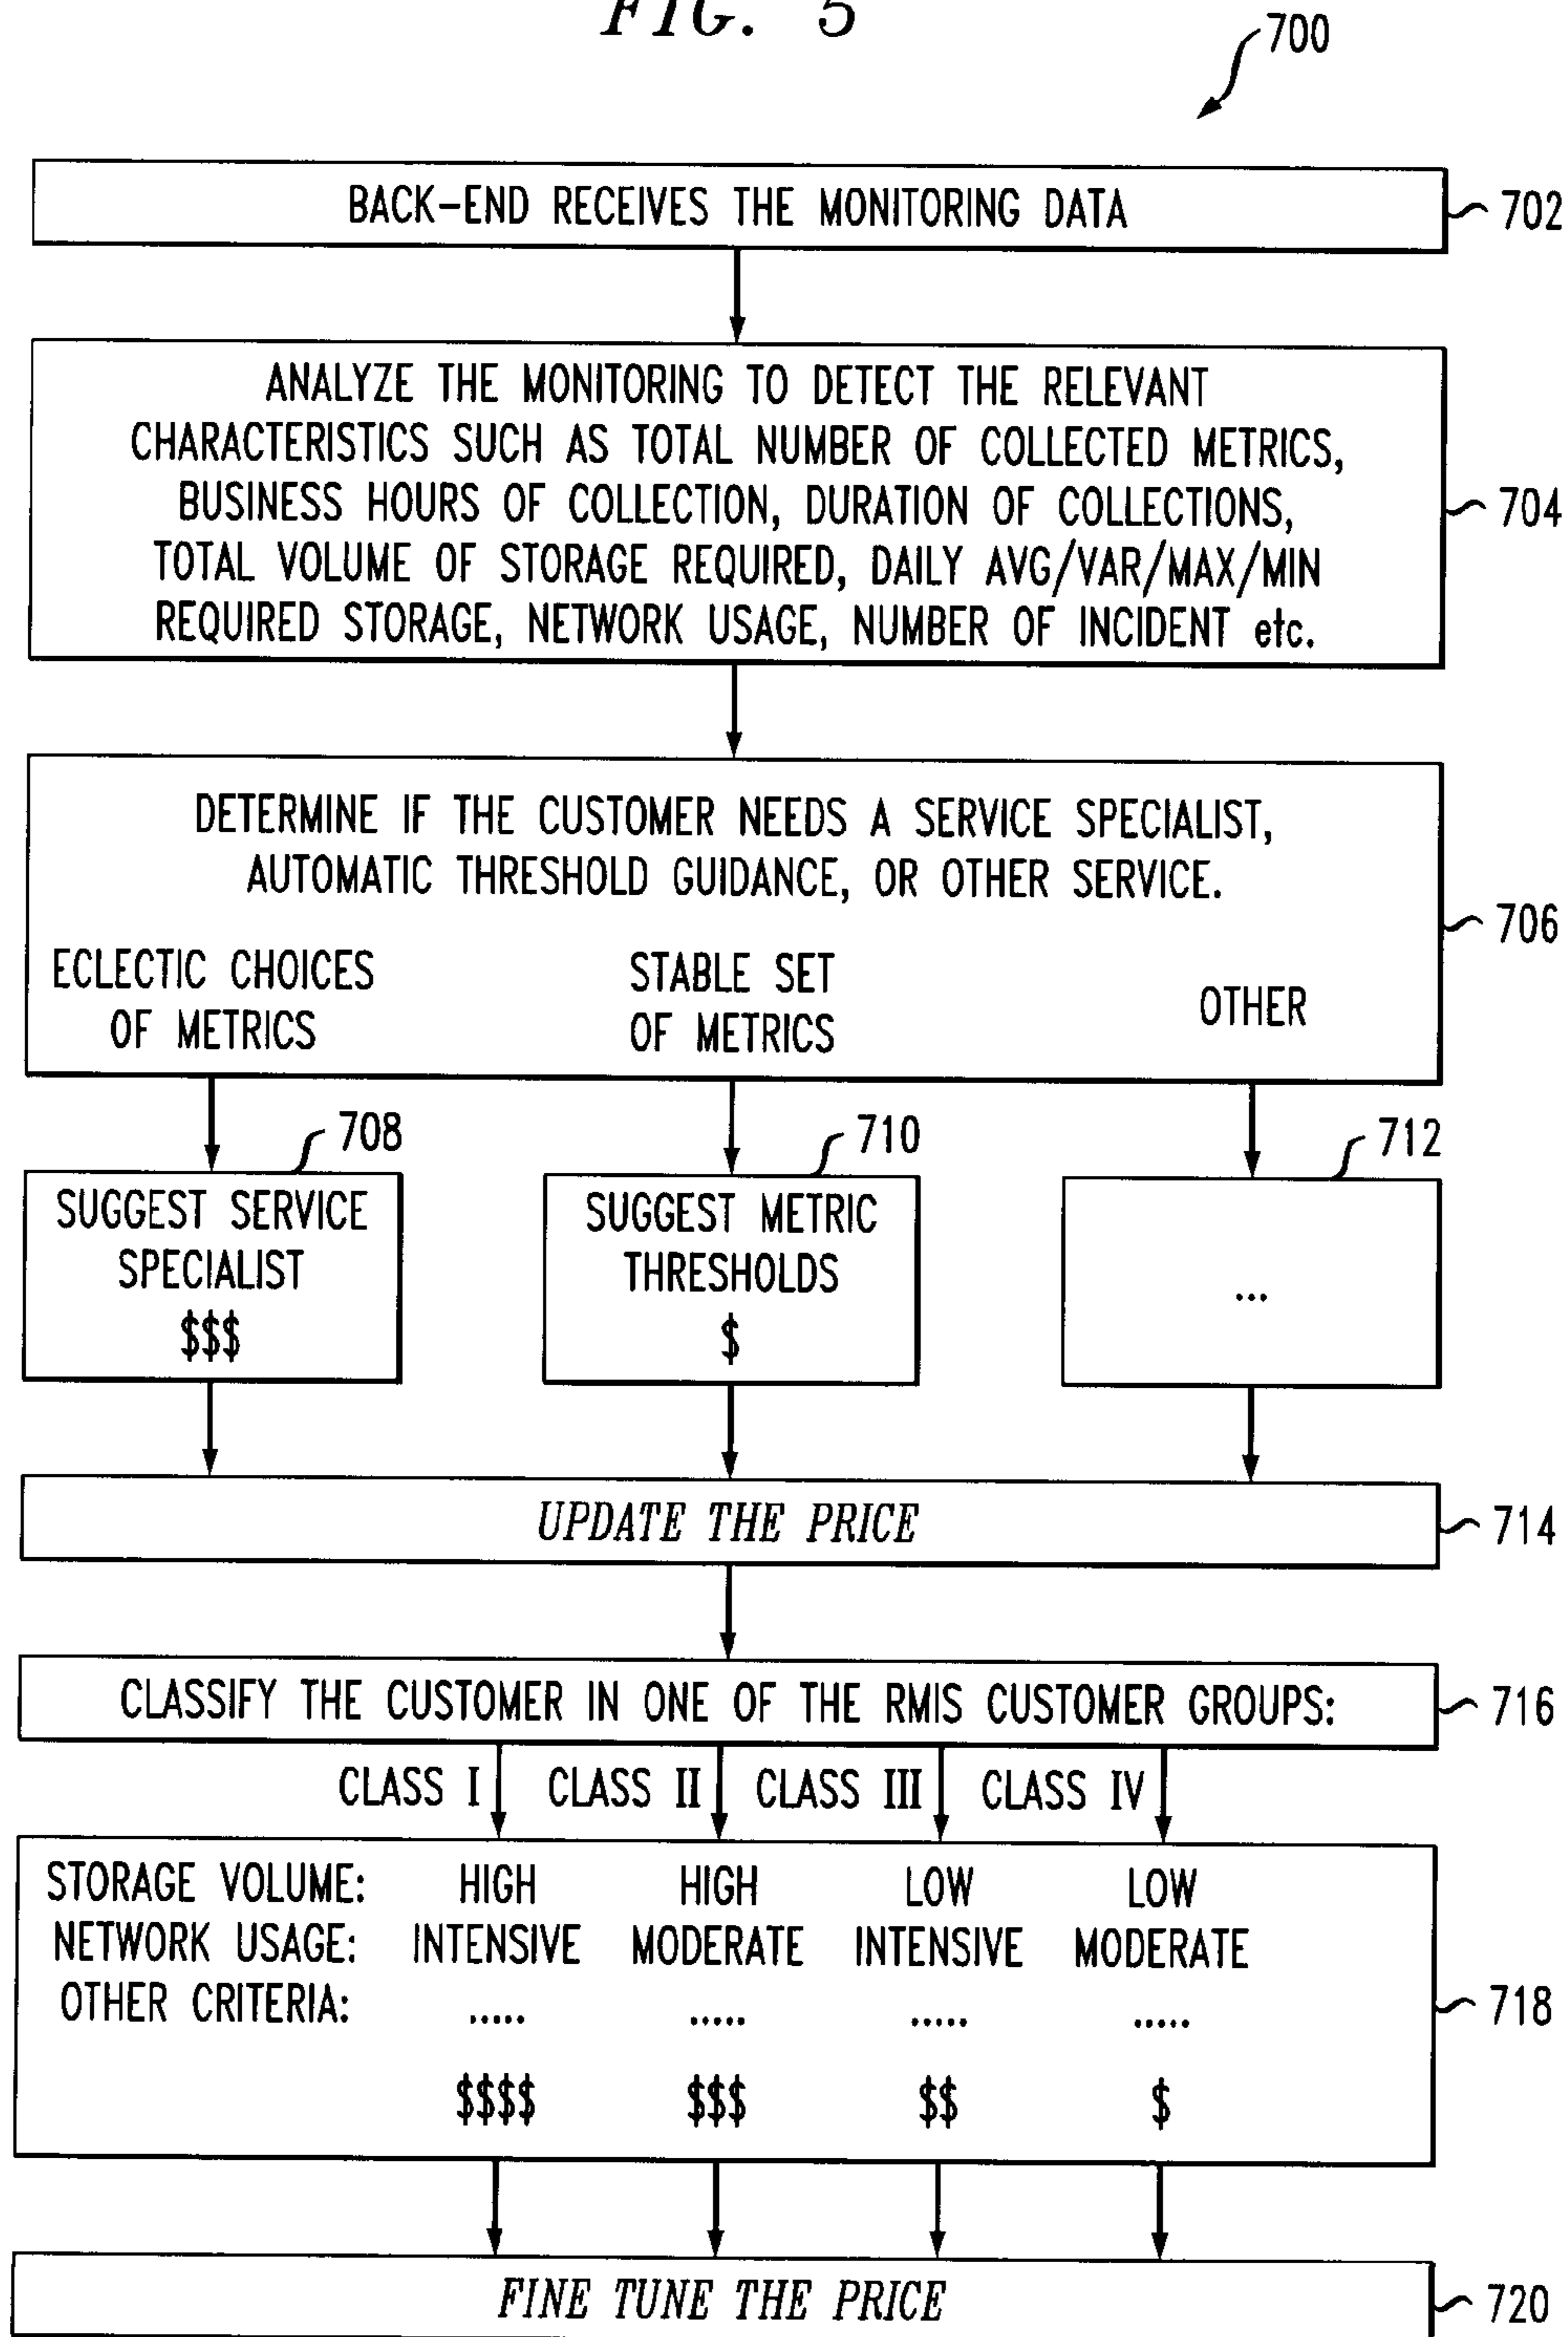 FIG. 5
700
BACK-END RECEIVES THE MONITORING DATA
702
ANALYZE THE MONITORING TO DETECT THE RELEVANT
CHARACTERISTICS SUCH AS TOTAL NUMBER OF COLLECTED METRICS,
BUSINESS HOURS OF COLLECTION, DURATION OF COLLECTIONS,
TOTAL VOLUME OF STORAGE REQUIRED, DAILY AVG/VAR/MAX/MIN
REQUIRED STORAGE, NETWORK USAGE, NUMBER OF INCIDENT etc.
704
DETERMINE IF THE CUSTOMER NEEDS A SERVICE SPECIALIST,
AUTOMATIC THRESHOLD GUIDANCE, OR OTHER SERVICE.
706
ECLECTIC CHOICES
OF METRICS
STABLE SET
OF METRICS
OTHER
708
SUGGEST SERVICE
SPECIALIST
$$$
710
SUGGEST METRIC
THRESHOLDS
$
712
...
UPDATE THE PRICE
714
CLASSIFY THE CUSTOMER IN ONE OF THE RMIS CUSTOMER GROUPS:
716
CLASS I CLASS II CLASS III CLASS IV
STORAGE VOLUME: HIGH HIGH LOW LOW
NETWORK USAGE: INTENSIVE MODERATE INTENSIVE MODERATE
OTHER CRITERIA: ..... ..... ..... .....
718
$$$$ $$$ $$ $
FINE TUNE THE PRICE
720